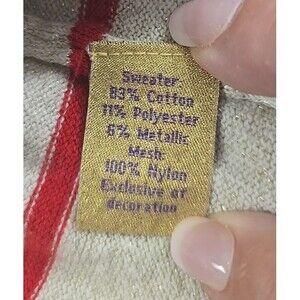 Sweater:
83% Cotton
11% Polyester
6% Metallic
Mesh:
100% Nylon
Exclusive of
decoration